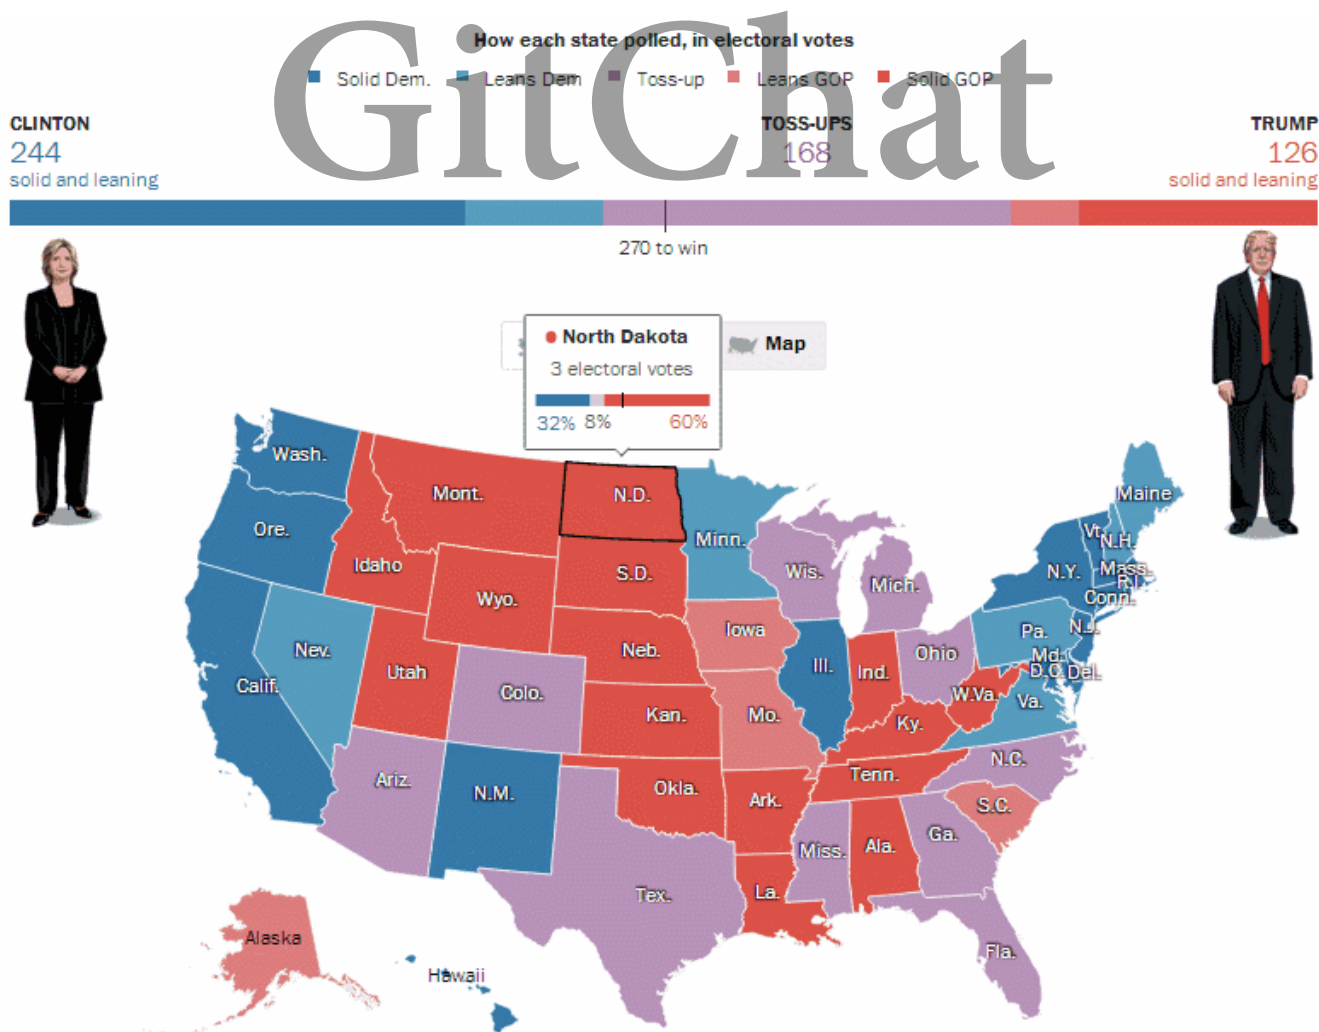 GitChat
How each state polled, in electoral votes
Solid Dem. Leans Dem Toss-up Leans GOP Solid GOP
CLINTON TOSS-UPS TRUMP
244 168 126
solid and leaning solid and leaning
270 to win
North Dakota
3 electoral votes
32% 8% 60%
Map
Wash.
Mont.
N.D.
Maine
Ore.
Minn.
Vt.
N.H.
Idaho
S.D.
Wis.
Mich.
N.Y.
Mass.
R.I.
Conn.
Wyo.
Iowa
Pa.
N.J.
Nev.
Neb.
Ohio
Md.
Utah
Ill.
Ind.
D.C.
Del.
Calif.
Colo.
W.Va.
Va.
Kan.
Mo.
Ky.
N.C.
Ariz.
N.M.
Okla.
Tenn.
Ark.
S.C.
Miss.
Ala.
Ga.
Tex.
La.
Alaska
Fla.
Hawaii